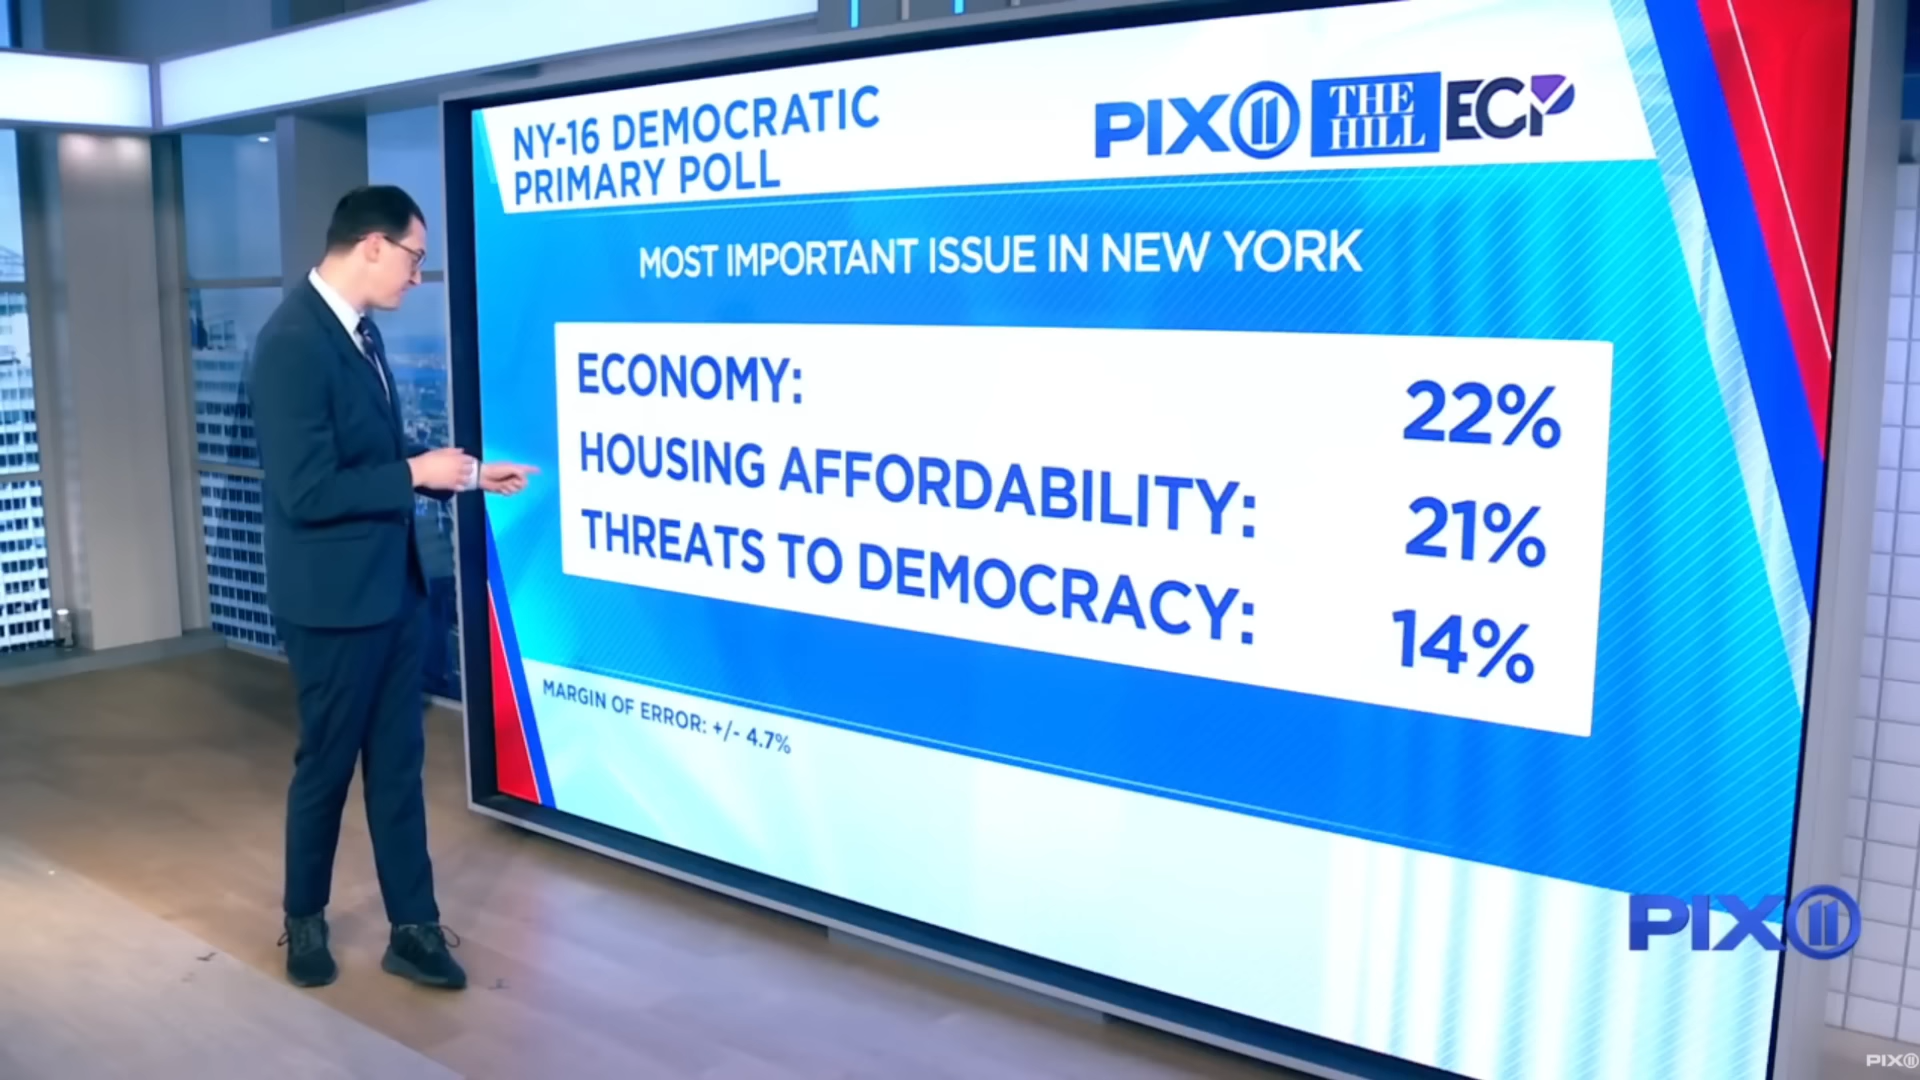 NY-16 DEMOCRATIC
PRIMARY POLL
PIX11
THE
HILL
ECP
MOST IMPORTANT ISSUE IN NEW YORK
ECONOMY: 22%
HOUSING AFFORDABILITY: 21%
THREATS TO DEMOCRACY: 14%
MARGIN OF ERROR: +/- 4.7%
PIX11
PIX11